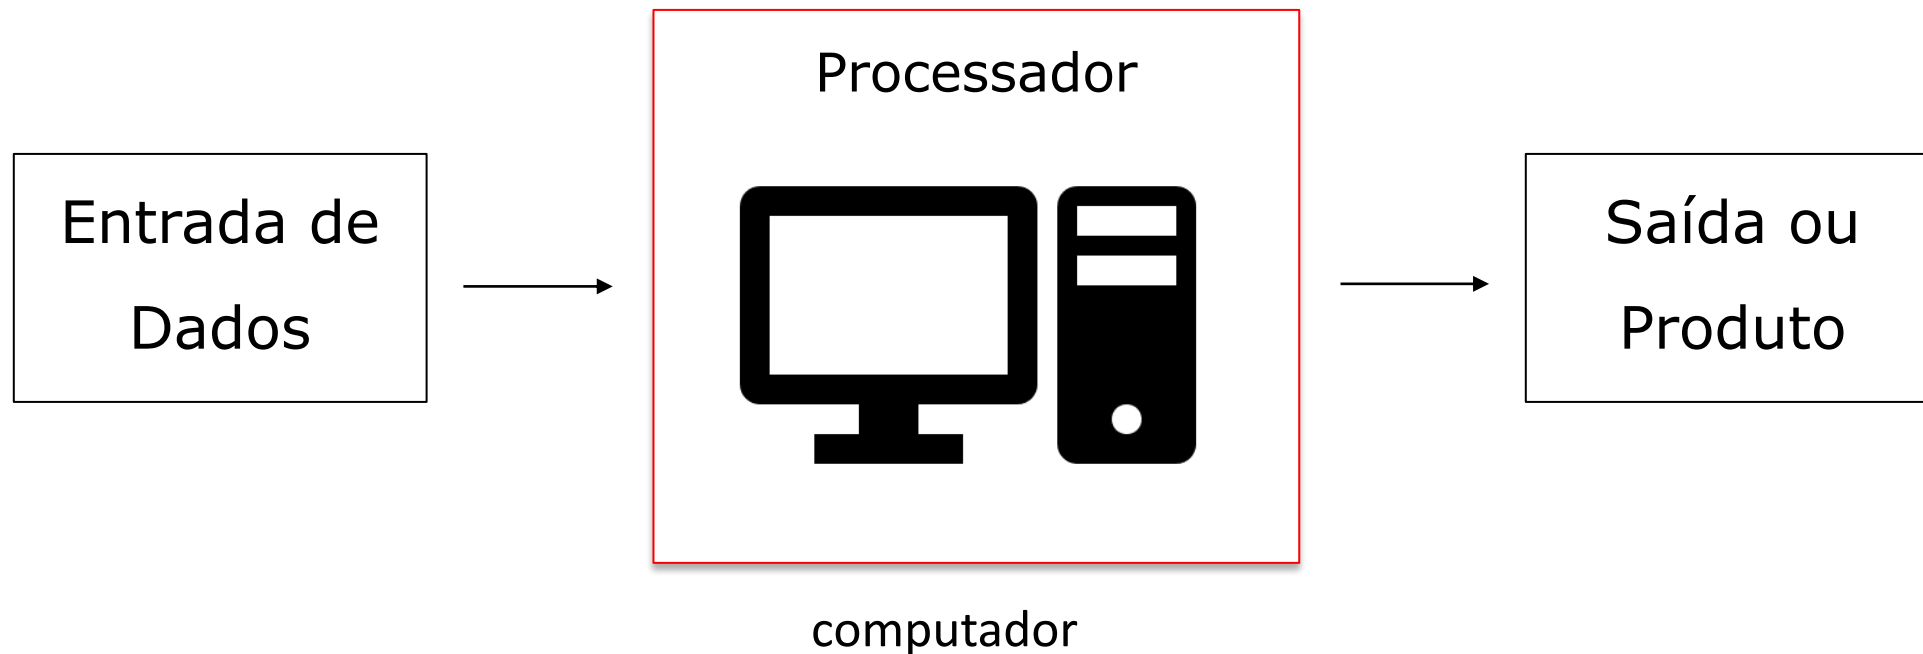 Entrada de
Dados
Processador
computador
Saída ou
Produto